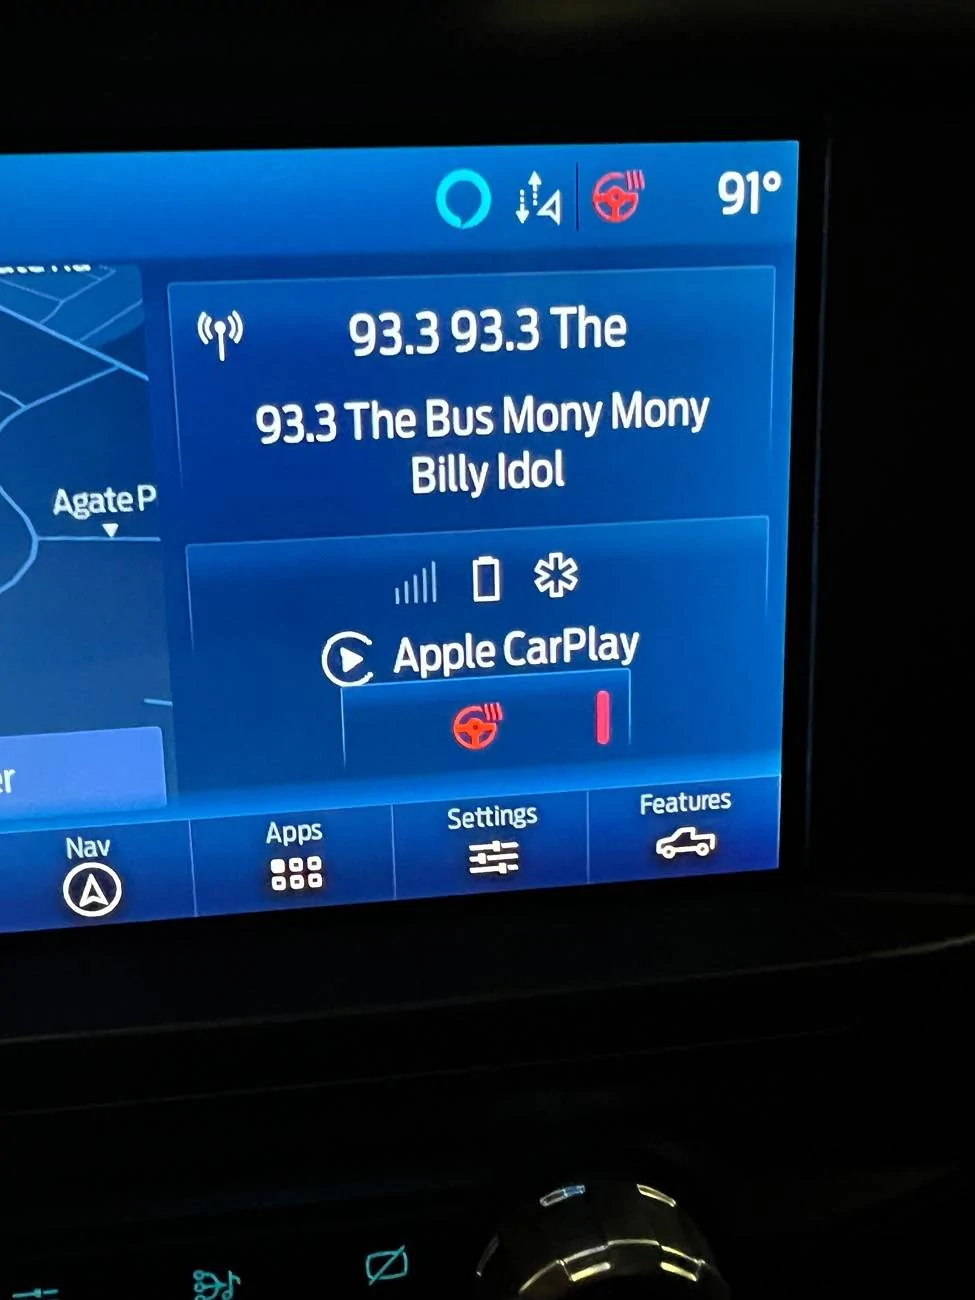 91°
93.3 93.3 The
93.3 The Bus Mony Mony
Billy Idol
Agate P
Apple CarPlay
er
Nav
Apps
Settings
Features